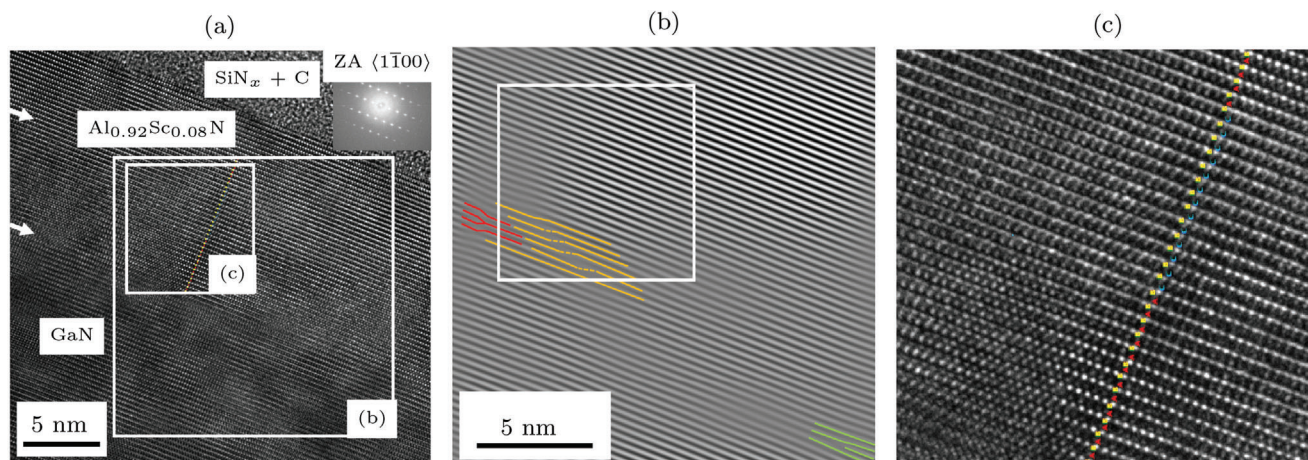 (a)
(b)
(c)
SiNₓ + C
ZA ⟨11̅00⟩
Al₀.₉₂Sc₀.₀₈N
(c)
GaN
(b)
5 nm
5 nm